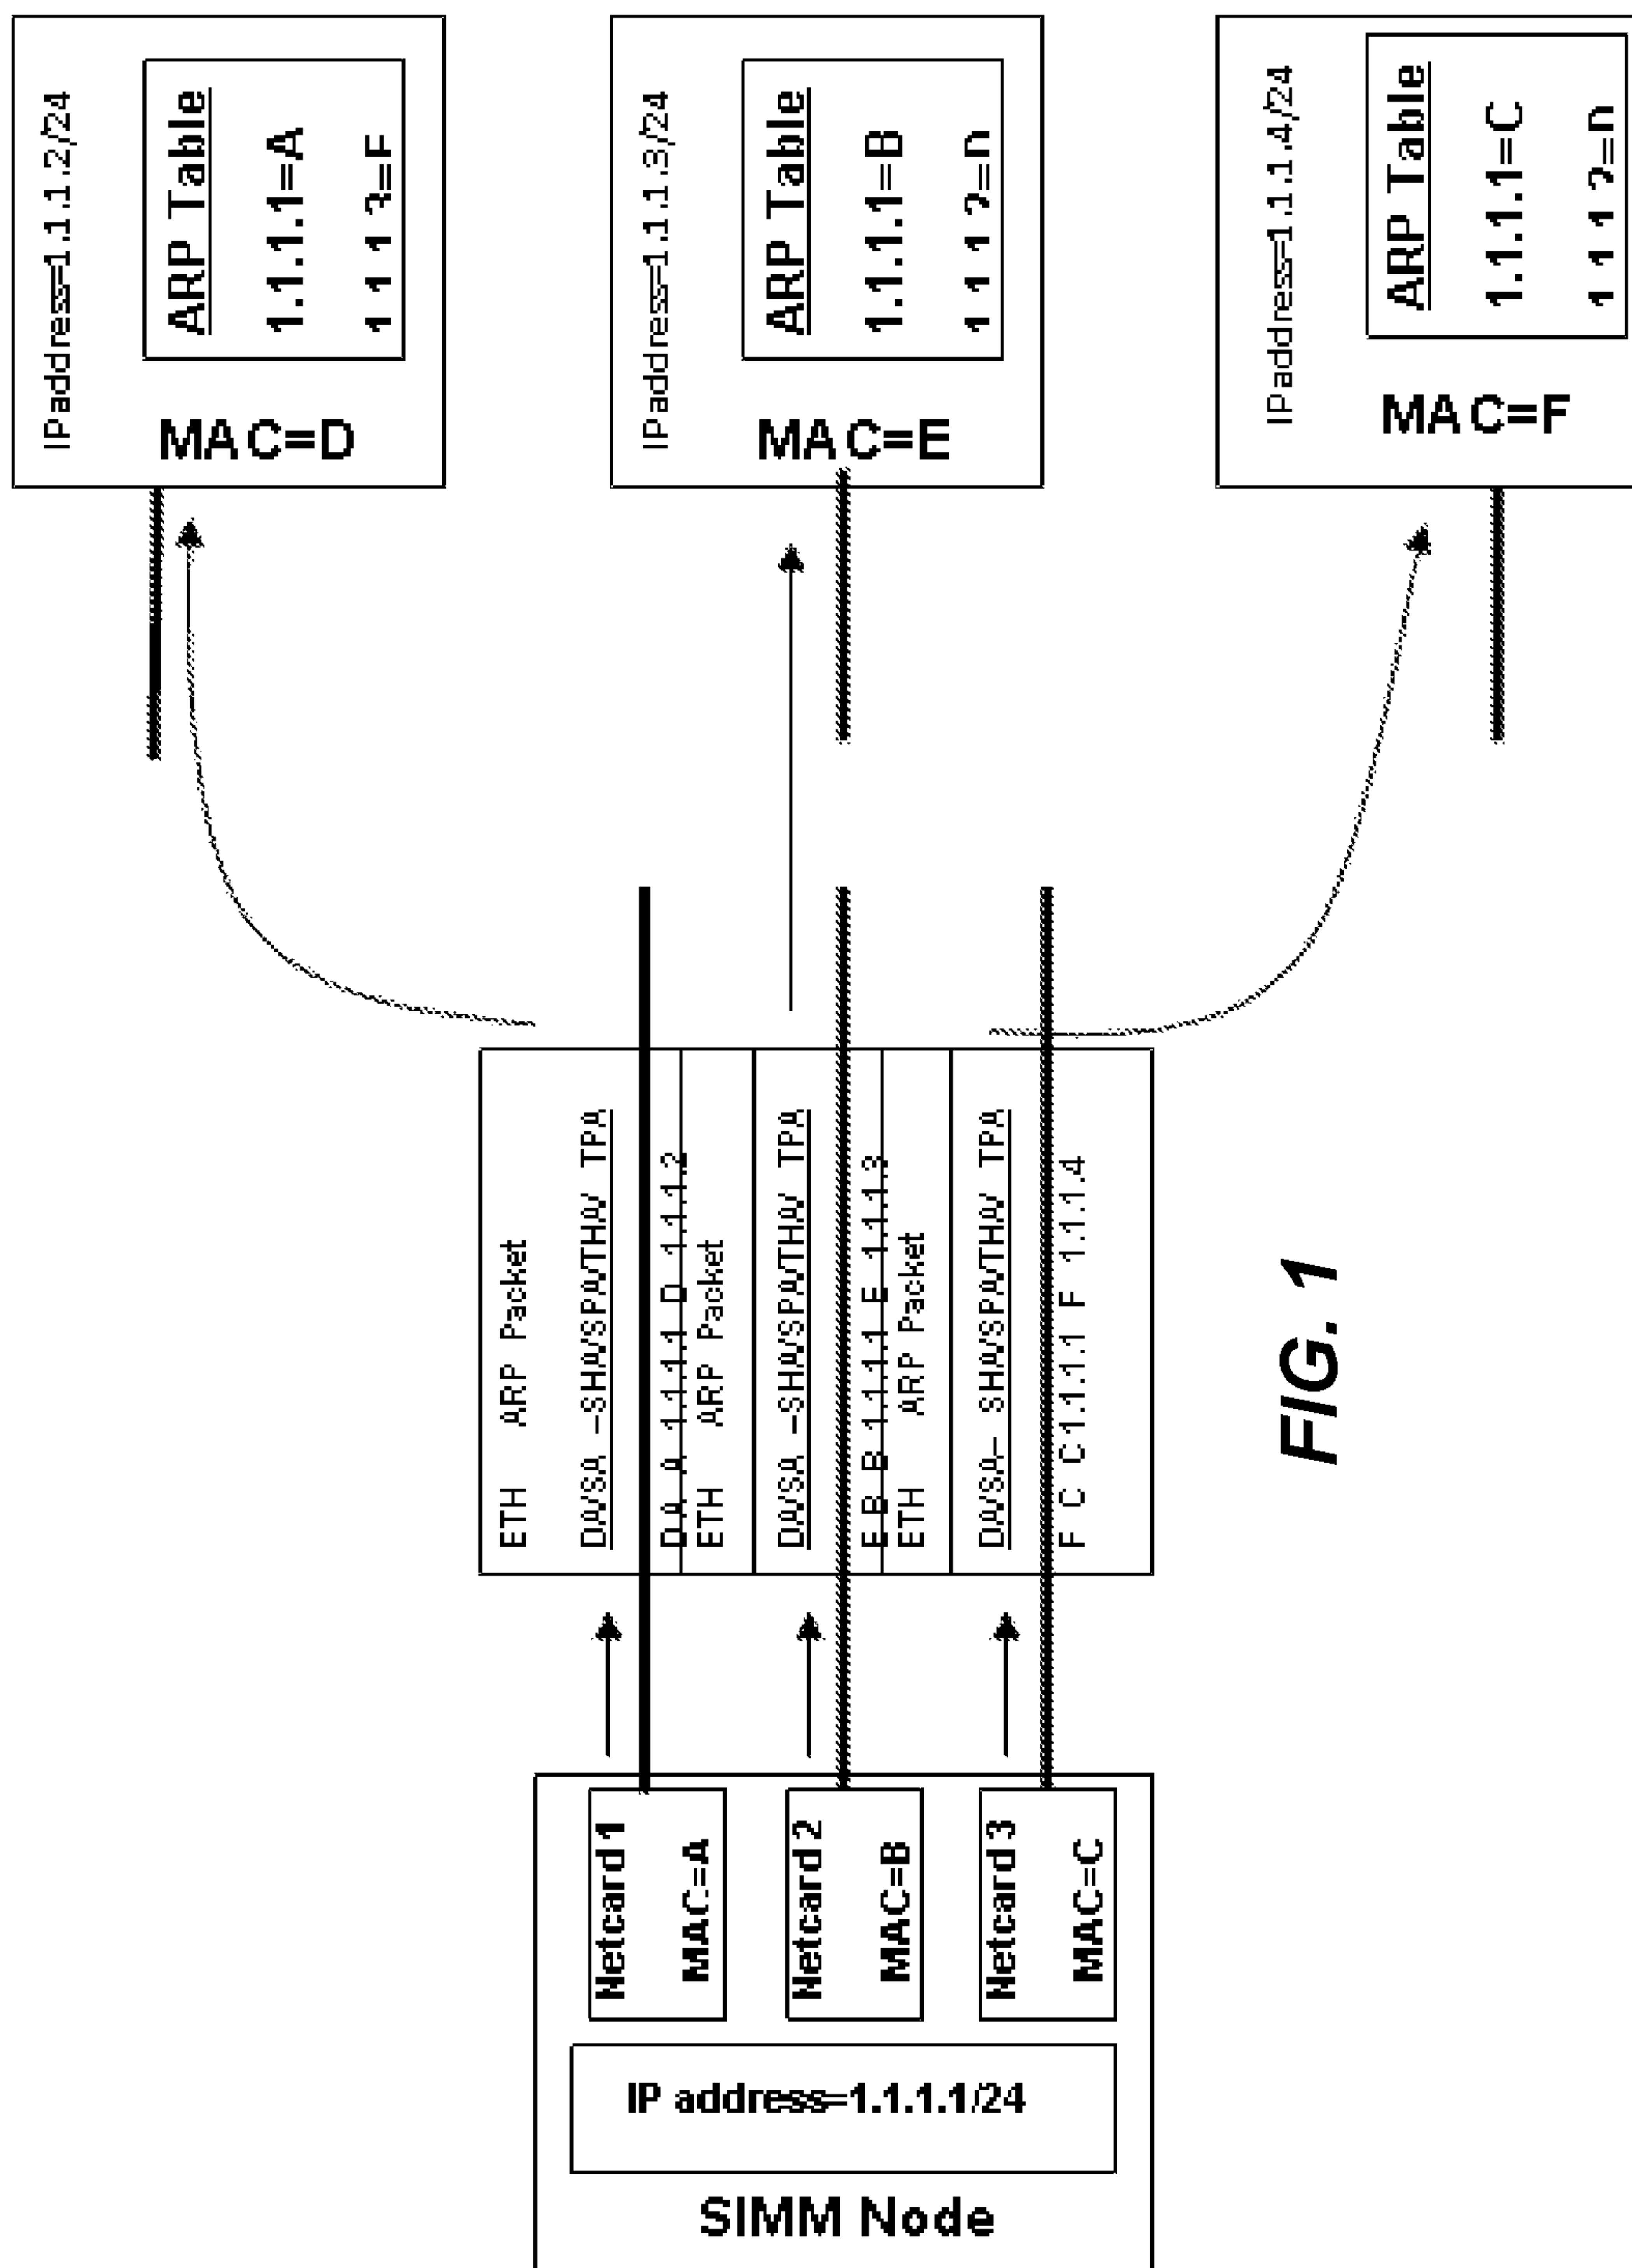 IPaddress=1.1.1.2/24
ARP Table
1.1.1.1=A
MAC=D
IPaddress=1.1.1.3/24
ARP Table
1.1.1.1=B
MAC=E
IPaddress=1.1.1.4/24
ARP Table
1.1.1.1=C
MAC=F
ETH ARP Packet
DA/SA –SHA/SPA/THA/ TPA
D A A 1.1.1.1 D 1.1.1.2
ETH ARP Packet
DA/SA –SHA/SPA/THA/ TPA
E B B 1.1.1.1 E 1.1.1.3
ETH ARP Packet
DA/SA– SHA/SPA/THA/ TPA
F C C1.1.1.1 F 1.1.1.4
Netcard 1
MAC=A
Netcard 2
MAC=B
Netcard 3
MAC=C
IP address=1.1.1.1/24
SIMM Node
FIG. 1